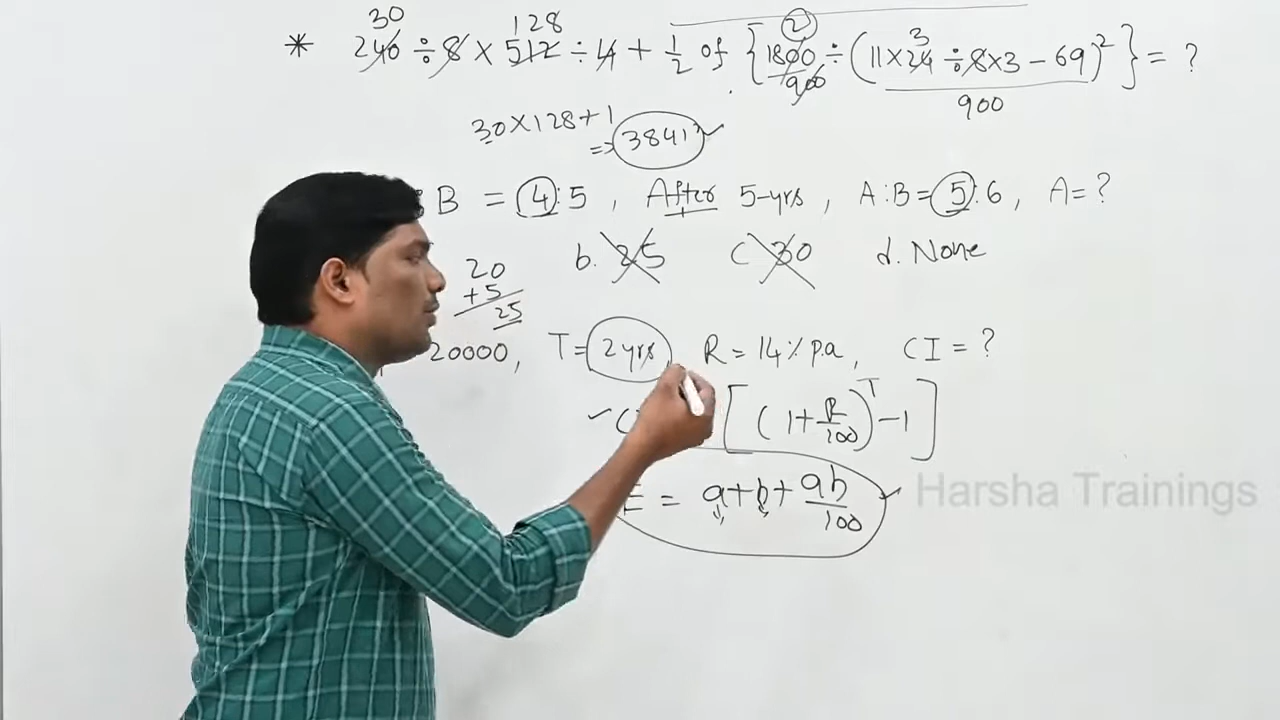 30 128 2 3
* 240 ÷ 8 × 512 ÷ 4 + 1/2 of { 1800/900 ÷ (11×24 ÷ 8×3 - 69)² } = ?
900
30×128+1
=> 3841
B = 4:5 , After 5-yrs , A:B = 5:6 , A=?
b. 35 C 30 d. None
20
+5
25
20000, T= 2 yrs R = 14% p.a , CI = ?
C [ (1+R/100)^T -1 ]
E = a+b+ab/100
Harsha Trainings